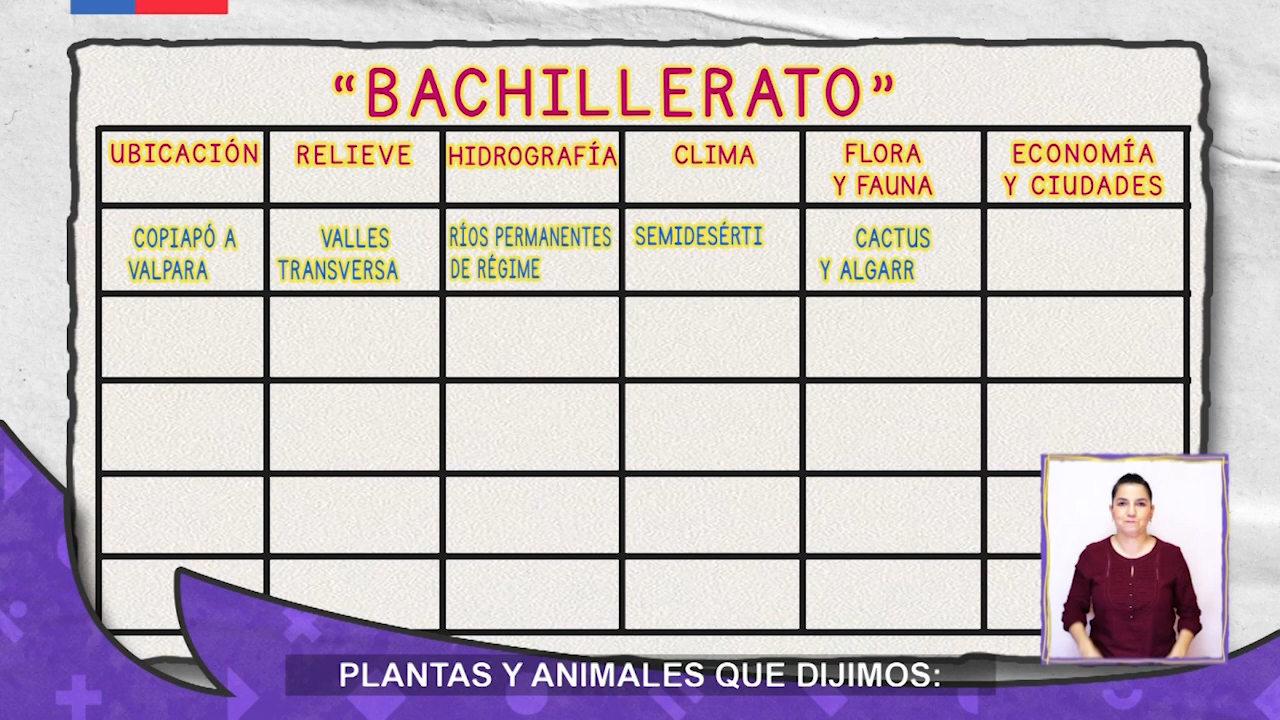 “BACHILLERATO”
UBICACIÓN
RELIEVE
HIDROGRAFÍA
CLIMA
FLORA
Y FAUNA
ECONOMÍA
Y CIUDADES
COPIAPÓ A
VALPARA
VALLES
TRANSVERSA
RÍOS PERMANENTES
DE RÉGIME
SEMIDESÉRTI
CACTUS
Y ALGARR
PLANTAS Y ANIMALES QUE DIJIMOS: